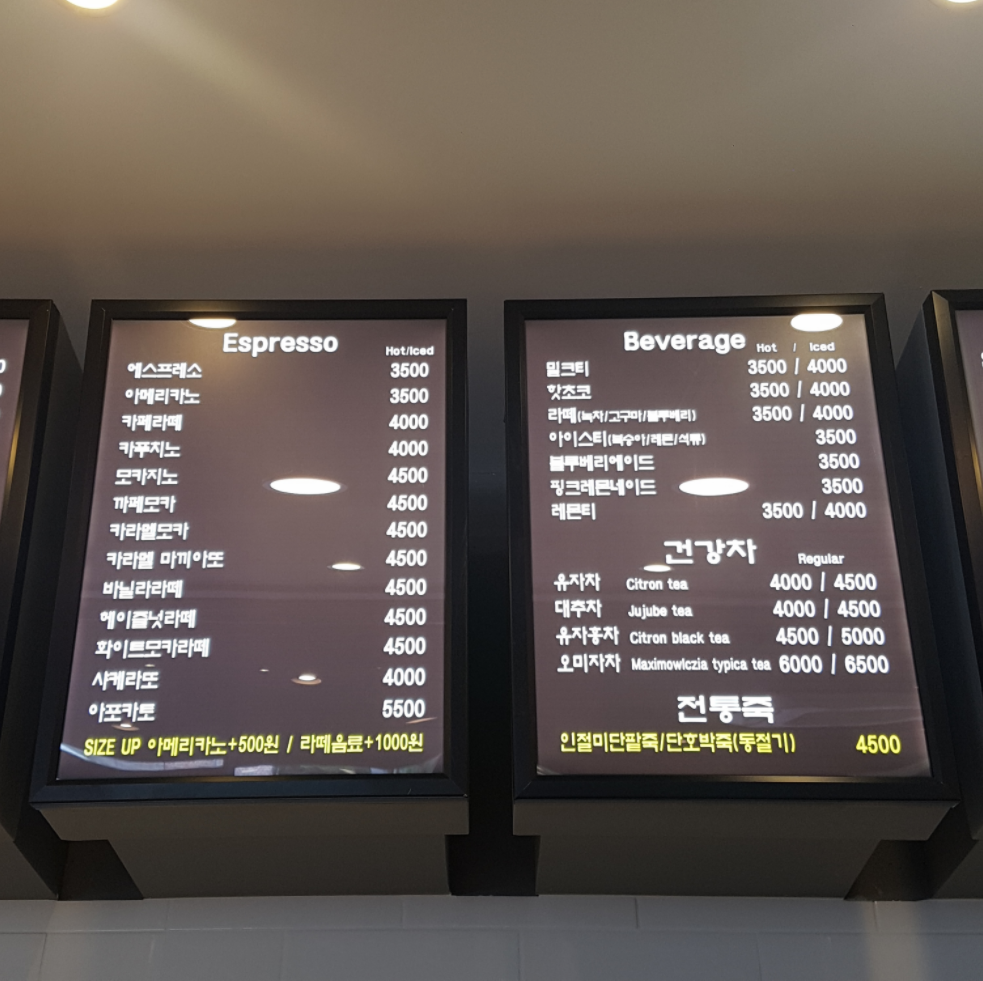 Espresso
Hot/Iced
에스프레소 3500
아메리카노 3500
카페라떼 4000
카푸치노 4000
모카치노 4500
까페모카 4500
카라멜모카 4500
카라멜 마끼아또 4500
바닐라라떼 4500
헤이즐넛라떼 4500
화이트모카라떼 4500
샤케라또 4000
아포카토 5500
SIZE UP 아메리카노+500원 / 라떼음료+1000원
Beverage Hot / Iced
밀크티 3500 / 4000
핫쵸코 3500 / 4000
라떼(녹차/고구마/블루베리) 3500 / 4000
아이스티(복숭아/레몬/석류) 3500
블루베리에이드 3500
핑크레몬네이드 3500
레몬티 3500 / 4000
건강차 Regular
유자차 Citron tea 4000 / 4500
대추차 Jujube tea 4000 / 4500
유자홍차 Citron black tea 4500 / 5000
오미자차 Maximowiczia typica tea 6000 / 6500
전통죽
인절미단팥죽/단호박죽(동절기) 4500